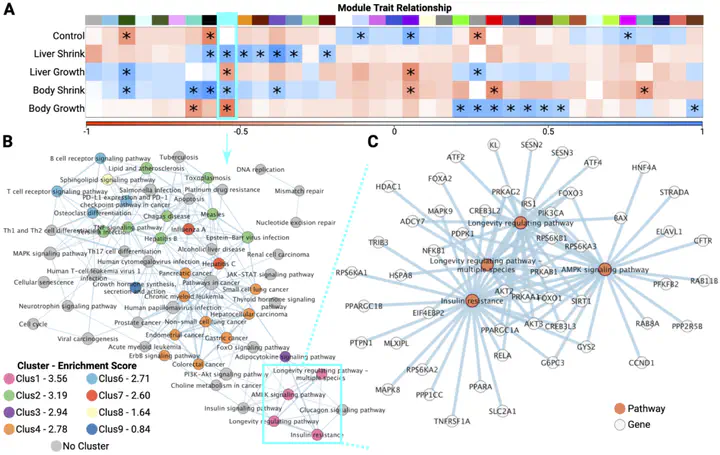 A
Module Trait Relationship
Control
Liver Shrink
Liver Growth
Body Shrink
Body Growth
-1
-0.5
0
0.5
1
B
B cell receptor signaling pathway
Tuberculosis
Lipid and atherosclerosis
DNA replication
Sphingolipid signaling pathway
Toxoplasmosis
T cell receptor signaling pathway
Salmonella infection
Platinum drug resistance
Mismatch repair
PD-L1 expression and PD-1
checkpoint pathway in cancer
Apoptosis
Osteoclast differentiation
Chagas disease
Measles
Nucleotide excision repair
Th1 and Th2 cell differentiation
TNF signaling pathway
Influenza A
Hepatitis B
Epstein-Barr virus infection
MAPK signaling pathway
Th17 cell differentiation
Alcoholic liver disease
Renal cell carcinoma
Human cytomegalovirus infection
Hepatitis C
Human T-cell leukemia virus 1
infection
Pancreatic cancer
JAK-STAT signaling pathway
Cellular senescence
Growth hormone synthesis,
secretion and action
Pathways in cancer
Small cell lung cancer
Chronic myeloid leukemia
Thyroid hormone signaling
pathway
Neurotrophin signaling pathway
Human papillomavirus infection
Hepatocellular carcinoma
Cell cycle
Prostate cancer
Non-small cell lung cancer
Viral carcinogenesis
Endometrial cancer
Gastric cancer
Acute myeloid leukemia
FoxO signaling pathway
ErbB signaling pathway
Adipocytokine signaling pathway
Colorectal cancer
PI3K-Akt signaling pathway
Longevity regulating pathway –
multiple species
Choline metabolism in cancer
AMPK signaling pathway
Insulin signaling pathway
Glucagon signaling pathway
Longevity regulating pathway
Insulin resistance
Cluster - Enrichment Score
Clus1 - 3.56
Clus6 - 2.71
Clus2 - 3.19
Clus7 - 2.60
Clus3 - 2.94
Clus8 - 1.64
Clus4 - 2.78
Clus9 - 0.84
No Cluster
C
KL
SESN2
ATF2
SESN3
ATF4
HNF4A
FOXA2
HDAC1
PRKAG2
FOXO3
STRADA
IRS1
MAPK9
CREB3L2
PIK3CA
BAX
ADCY7
Longevity regulating pathway
ELAVL1
PDPK1
RPS6KB1
CFTR
TRIB3
NFKB1
RPS6KA3
Longevity regulating pathway –
multiple species
PRKAB1
AMPK signaling pathway
RPS6KA1
HSPA8
RAB11B
PFKFB2
AKT2
Insulin resistance
PRKAA1
FOXO1
SIRT1
PPARGC1B
EIF4EBP2
AKT3
CREB3L3
RAB8A
PPP2R5B
PPARGC1A
PTPN1
MLXIPL
GYS2
RELA
G6PC3
CCND1
RPS6KA2
MAPK8
PPP1CC
PPARA
SLC2A1
TNFRSF1A
Pathway
Gene